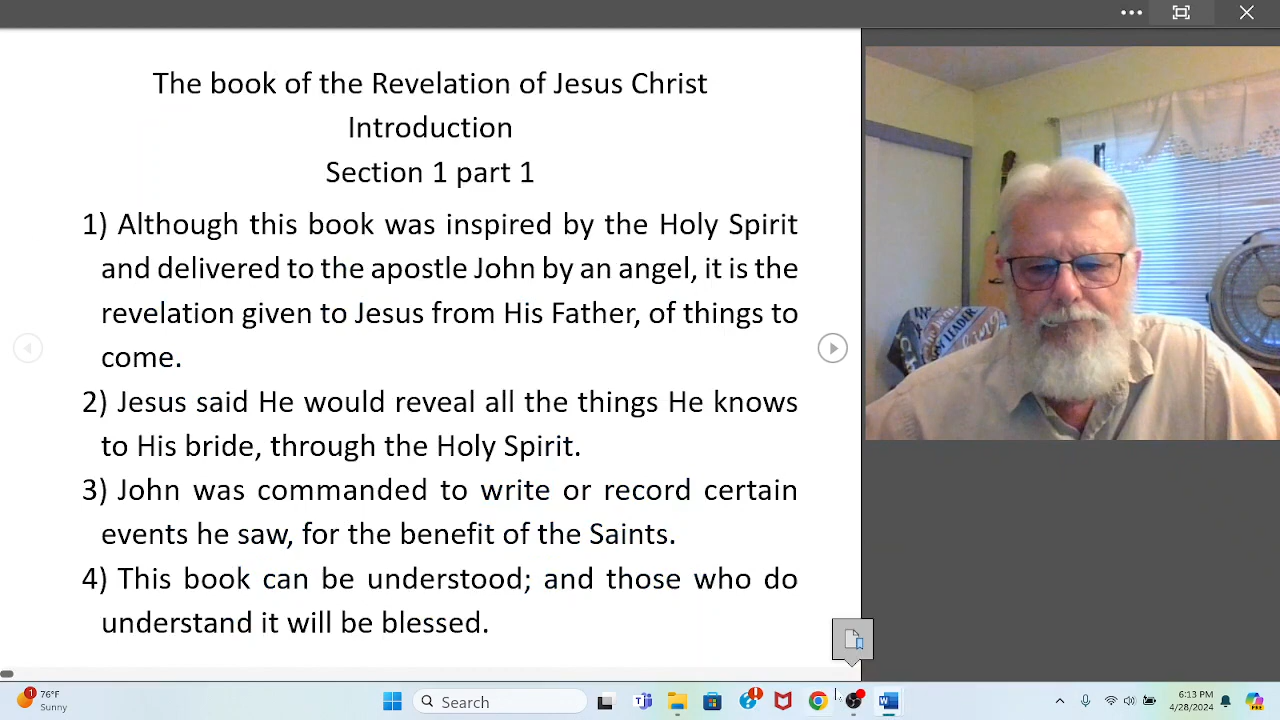 The book of the Revelation of Jesus Christ
Introduction
Section 1 part 1
1) Although this book was inspired by the Holy Spirit
and delivered to the apostle John by an angel, it is the
revelation given to Jesus from His Father, of things to
come.
2) Jesus said He would reveal all the things He knows
to His bride, through the Holy Spirit.
3) John was commanded to write or record certain
events he saw, for the benefit of the Saints.
4) This book can be understood; and those who do
understand it will be blessed.
LEADER
1
76°F
Sunny
Search
6:13 PM
4/28/2024